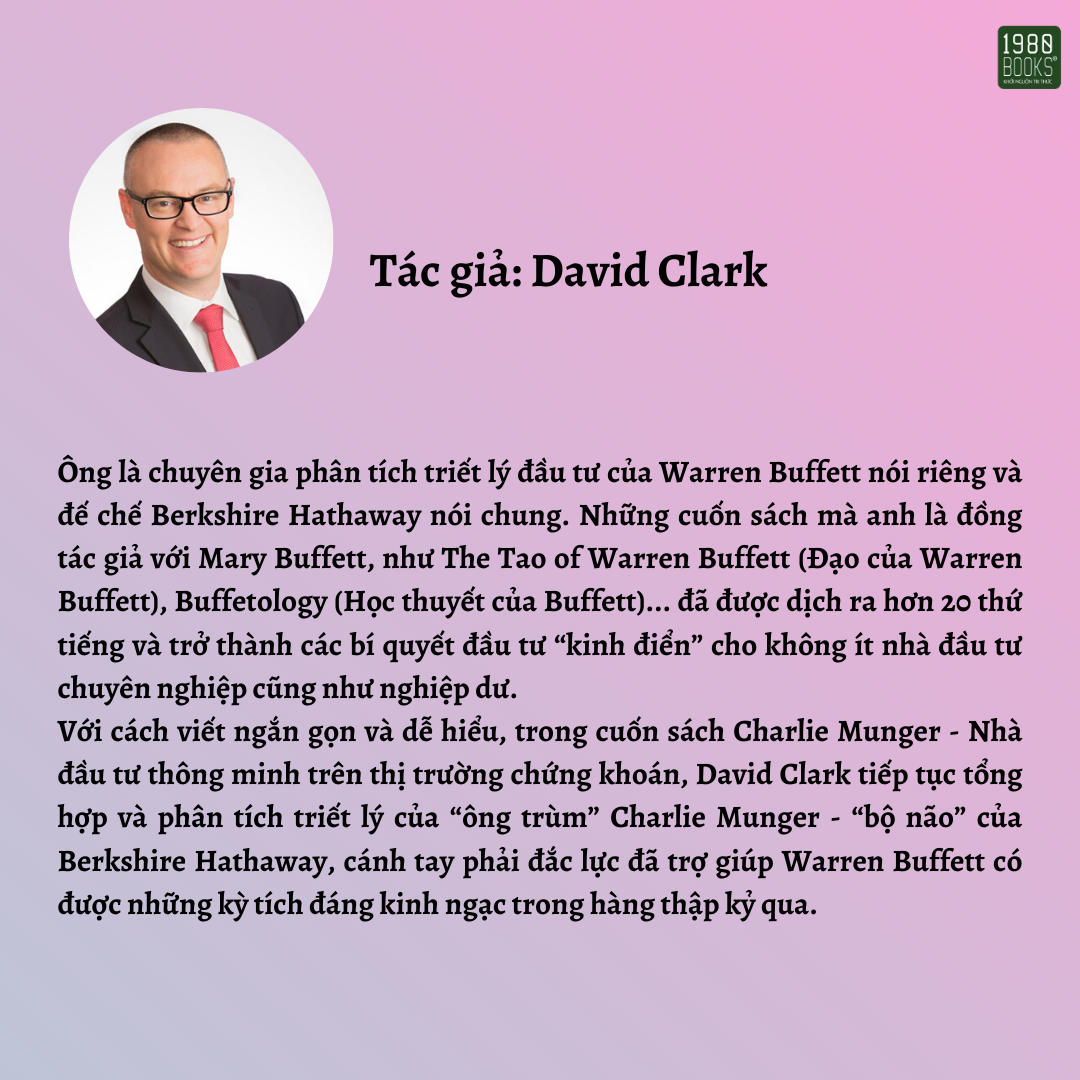 1980
BOOKS®
KHƠI NGUỒN TRI THỨC
Tác giả: David Clark
Ông là chuyên gia phân tích triết lý đầu tư của Warren Buffett nói riêng và
đế chế Berkshire Hathaway nói chung. Những cuốn sách mà anh là đồng
tác giả với Mary Buffett, như The Tao of Warren Buffett (Đạo của Warren
Buffett), Buffetology (Học thuyết của Buffett)... đã được dịch ra hơn 20 thứ
tiếng và trở thành các bí quyết đầu tư “kinh điển” cho không ít nhà đầu tư
chuyên nghiệp cũng như nghiệp dư.
Với cách viết ngắn gọn và dễ hiểu, trong cuốn sách Charlie Munger - Nhà
đầu tư thông minh trên thị trường chứng khoán, David Clark tiếp tục tổng
hợp và phân tích triết lý của “ông trùm” Charlie Munger - “bộ não” của
Berkshire Hathaway, cánh tay phải đắc lực đã trợ giúp Warren Buffett có
được những kỳ tích đáng kinh ngạc trong hàng thập kỷ qua.